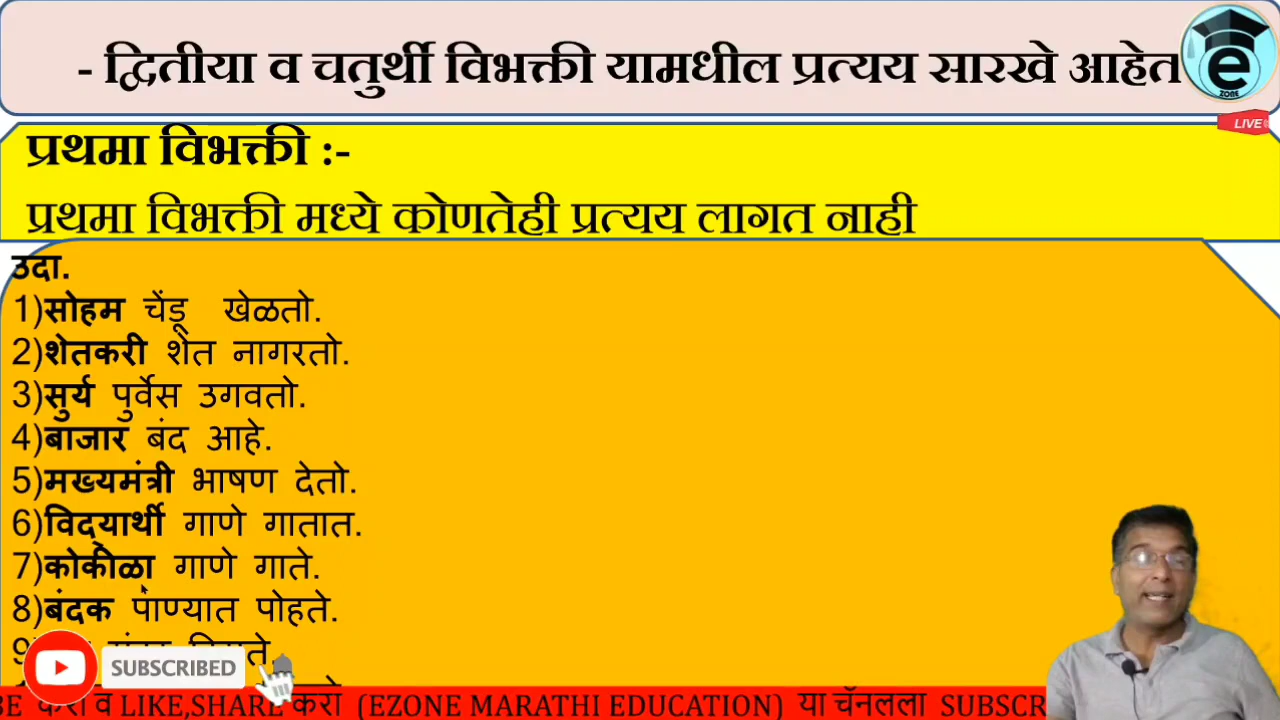 - द्वितीया व चतुर्थी विभक्ती यामधील प्रत्यय सारखे आहेत
e
ZONE
LIVE
प्रथमा विभक्ती :-
प्रथमा विभक्ती मध्ये कोणतेही प्रत्यय लागत नाही
उदा.
1)सोहम चेंडू खेळतो.
2)शेतकरी शेत नागरतो.
3)सुर्य पुर्वेस उगवतो.
4)बाजार बंद आहे.
5)मख्यमंत्री भाषण देतो.
6)विद्यार्थी गाणे गातात.
7)कोकीळा गाणे गाते.
8)बंदक पाण्यात पोहते.
SUBSCRIBED
करा व LIKE,SHARE करा (EZONE MARATHI EDUCATION) या चॅनलला